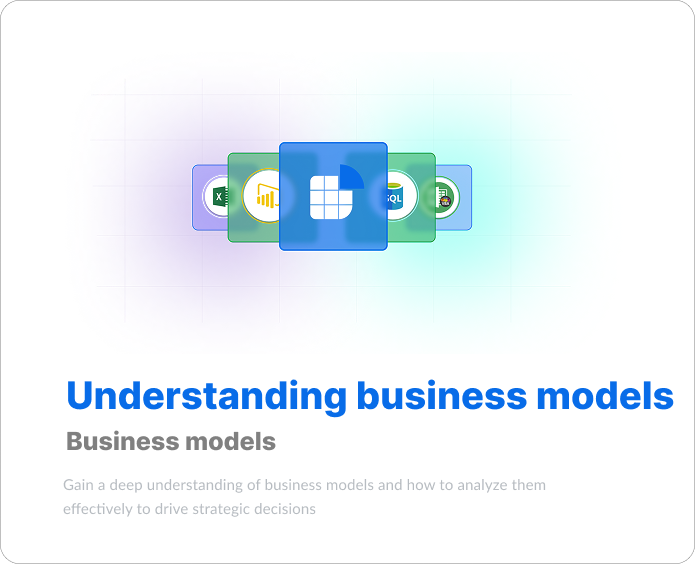 X
SQL
Understanding business models
Business models
Gain a deep understanding of business models and how to analyze them
effectively to drive strategic decisions